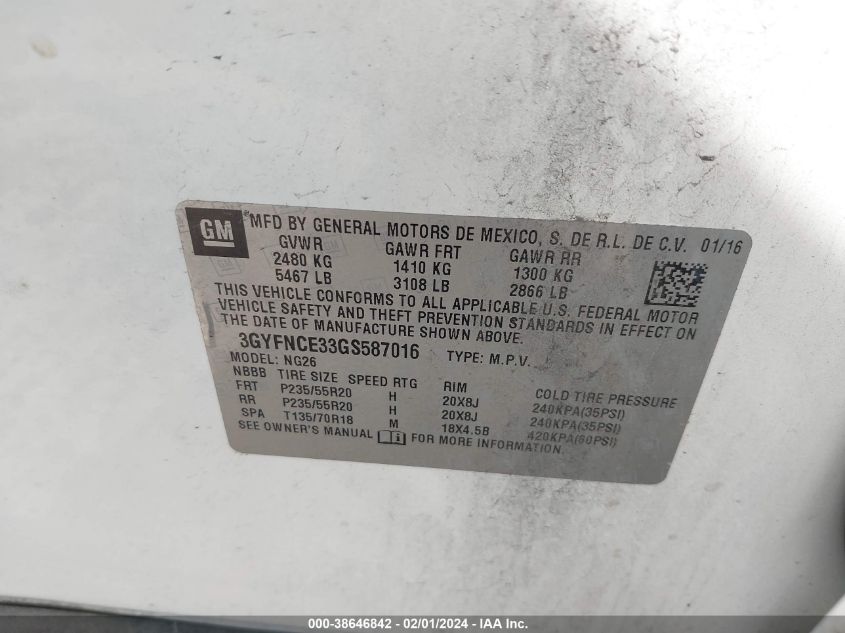 GM MFD BY GENERAL MOTORS DE MEXICO, S. DE R.L. DE C.V. 01/16
GVWR GAWR FRT GAWR RR
2480 KG 1410 KG 1300 KG
5467 LB 3108 LB 2866 LB
THIS VEHICLE CONFORMS TO ALL APPLICABLE U.S. FEDERAL MOTOR
VEHICLE SAFETY AND THEFT PREVENTION STANDARDS IN EFFECT ON
THE DATE OF MANUFACTURE SHOWN ABOVE.
3GYFNCE33GS587016 TYPE: M.P.V.
MODEL: NG26
NBBB TIRE SIZE SPEED RTG RIM COLD TIRE PRESSURE
FRT P235/55R20 H 20X8J 240KPA(35PSI)
RR P235/55R20 H 20X8J 240KPA(35PSI)
SPA T135/70R18 M 18X4.5B 420KPA(60PSI)
SEE OWNER'S MANUAL FOR MORE INFORMATION.
000-38646842 - 02/01/2024 - IAA Inc.